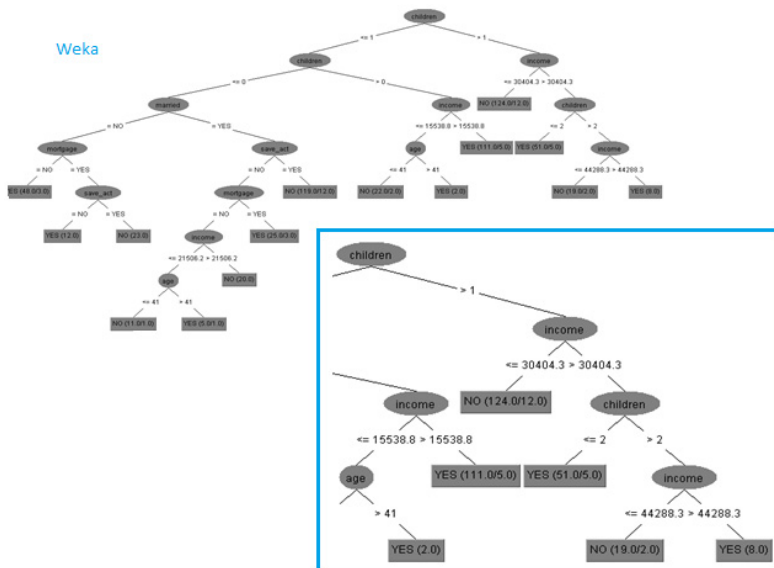 children
<= 1 > 1
Weka
children income
<= 0 > 0 <= 30404.3 > 30404.3
married income NO (124.0/12.0) children
= NO = YES <= 15538.8 > 15538.8 <= 2 > 2
mortgage save_act age YES (111.0/5.0) YES (51.0/5.0) income
= NO = YES = NO = YES <= 41 > 41 <= 44288.3 > 44288.3
ES (48.0/3.0) save_act mortgage NO (119.0/12.0) NO (22.0/2.0) YES (2.0) NO (19.0/2.0) YES (8.0)
= NO = YES = NO = YES
YES (12.0) NO (23.0) income YES (25.0/3.0)
<= 21506.2 > 21506.2
age NO (20.0)
<= 41 > 41
NO (11.0/1.0) YES (5.0/1.0)
children
> 1
income
<= 30404.3 > 30404.3
income NO (124.0/12.0) children
<= 15538.8 > 15538.8 <= 2 > 2
age YES (111.0/5.0) YES (51.0/5.0) income
> 41 <= 44288.3 > 44288.3
YES (2.0) NO (19.0/2.0) YES (8.0)